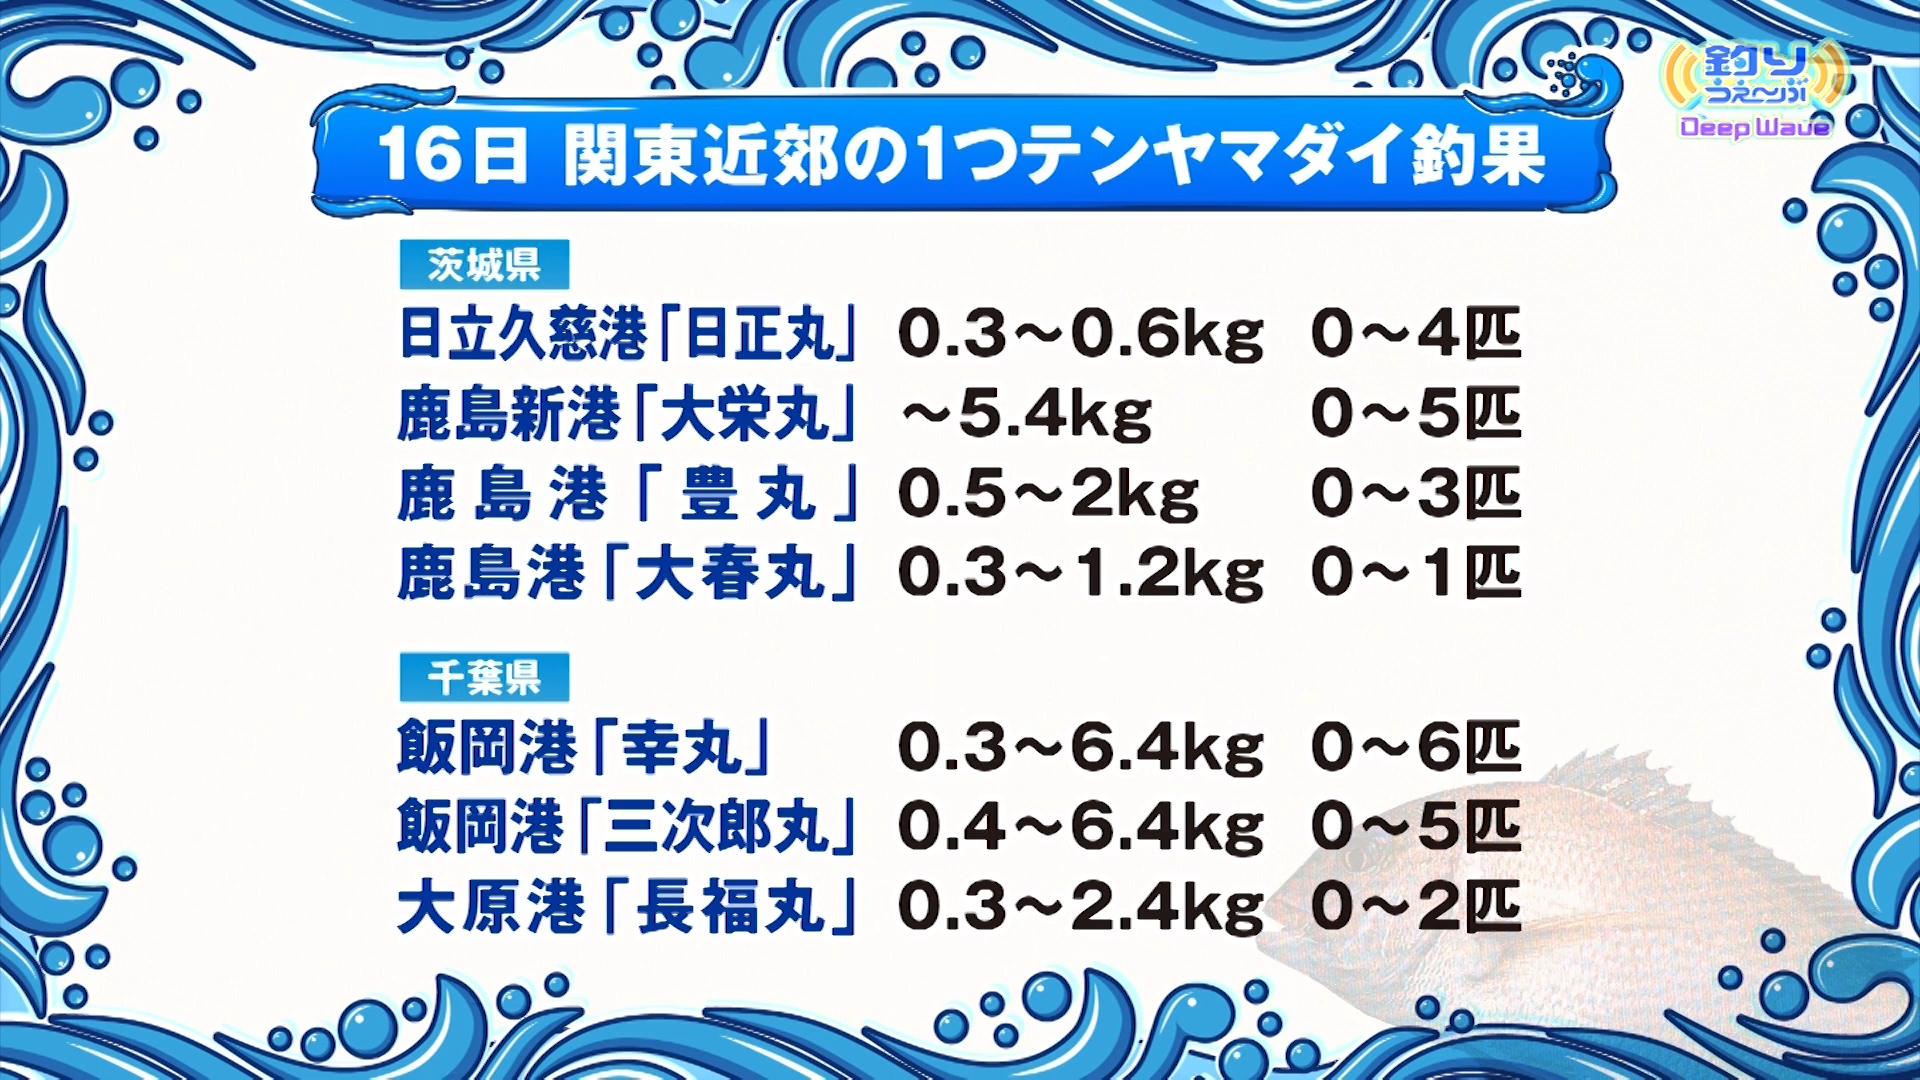 釣りうぇ〜ぶ
Deep Wave
16日 関東近郊の1つテンヤマダイ釣果
茨城県
日立久慈港「日正丸」 0.3〜0.6kg 0〜4匹
鹿島新港「大栄丸」 〜5.4kg 0〜5匹
鹿島港「豊丸」 0.5〜2kg 0〜3匹
鹿島港「大春丸」 0.3〜1.2kg 0〜1匹
千葉県
飯岡港「幸丸」 0.3〜6.4kg 0〜6匹
飯岡港「三次郎丸」 0.4〜6.4kg 0〜5匹
大原港「長福丸」 0.3〜2.4kg 0〜2匹